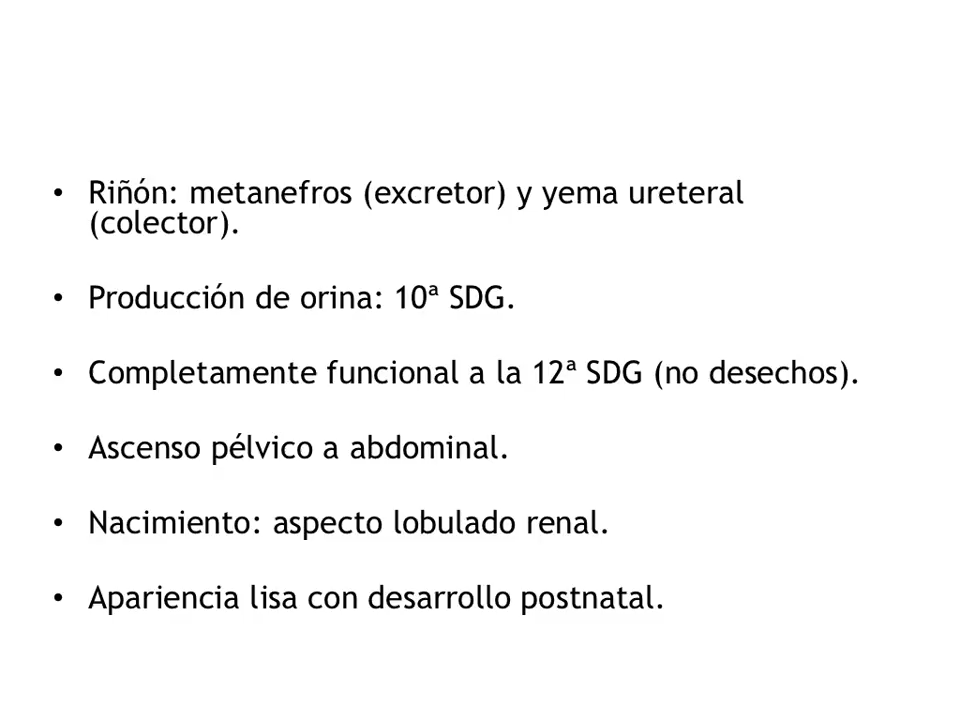 • Riñón: metanefros (excretor) y yema ureteral
(colector).
• Producción de orina: 10ª SDG.
• Completamente funcional a la 12ª SDG (no desechos).
• Ascenso pélvico a abdominal.
• Nacimiento: aspecto lobulado renal.
• Apariencia lisa con desarrollo postnatal.